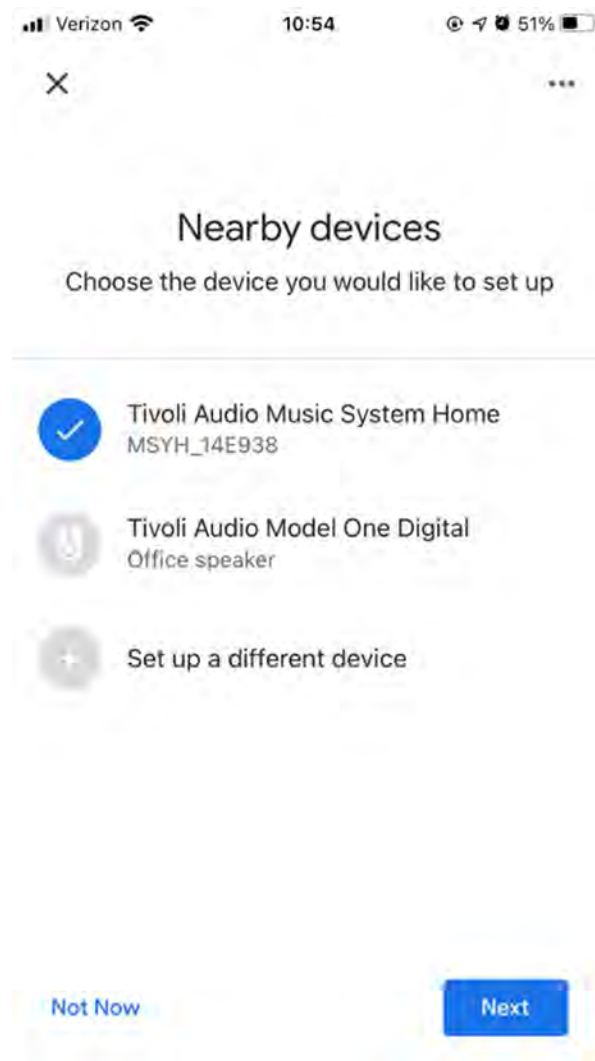 Verizon 10:54 51%
Nearby devices
Choose the device you would like to set up
Tivoli Audio Music System Home
MSYH_14E938
Tivoli Audio Model One Digital
Office speaker
Set up a different device
Not Now Next